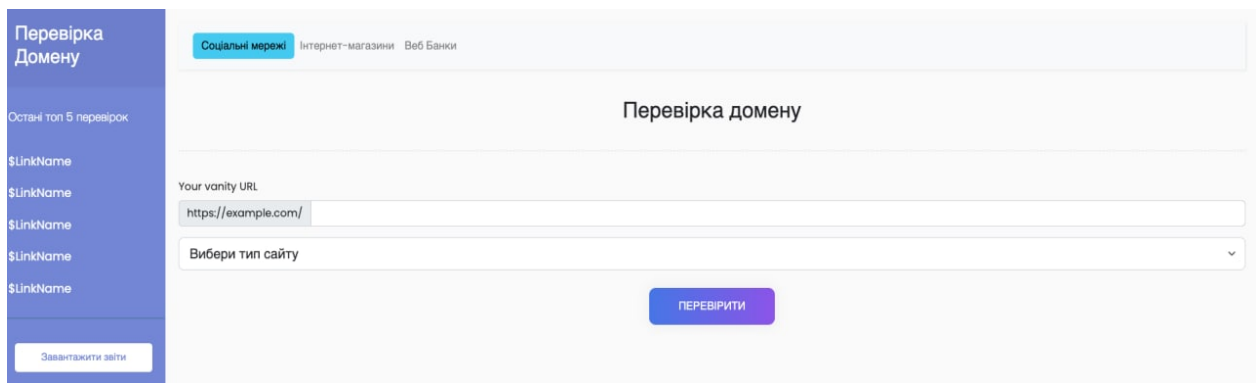 Перевірка
Домену
Остані топ 5 перевірок
$LinkName
$LinkName
$LinkName
$LinkName
$LinkName
Завантажити звіти
Соціальні мережі Інтернет-магазини Веб Банки
Перевірка домену
Your vanity URL
https://example.com/
Вибери тип сайту
ПЕРЕВІРИТИ